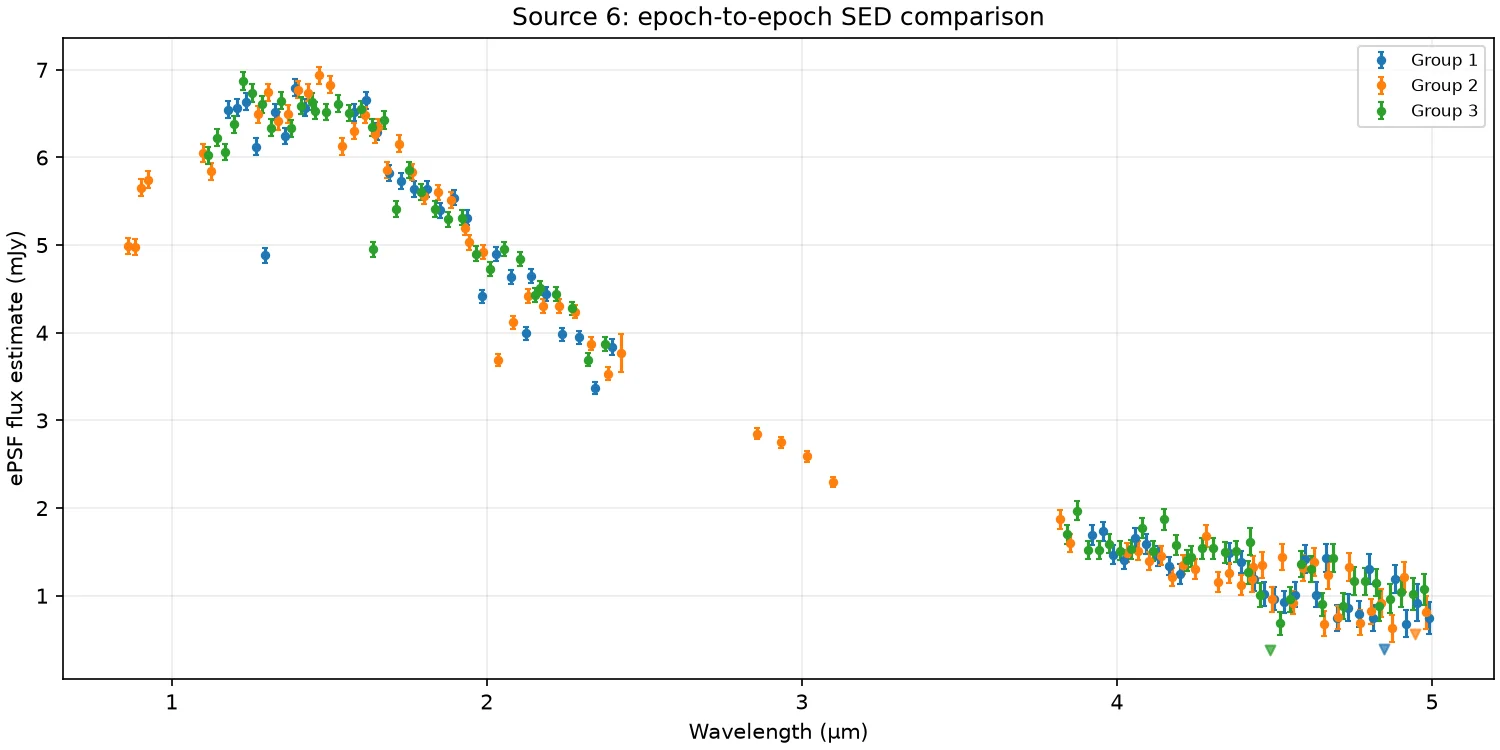 Source 6: epoch-to-epoch SED comparison
ePSF flux estimate (mJy)
7
6
5
4
3
2
1
Group 1
Group 2
Group 3
1 2 3 4 5
Wavelength (μm)